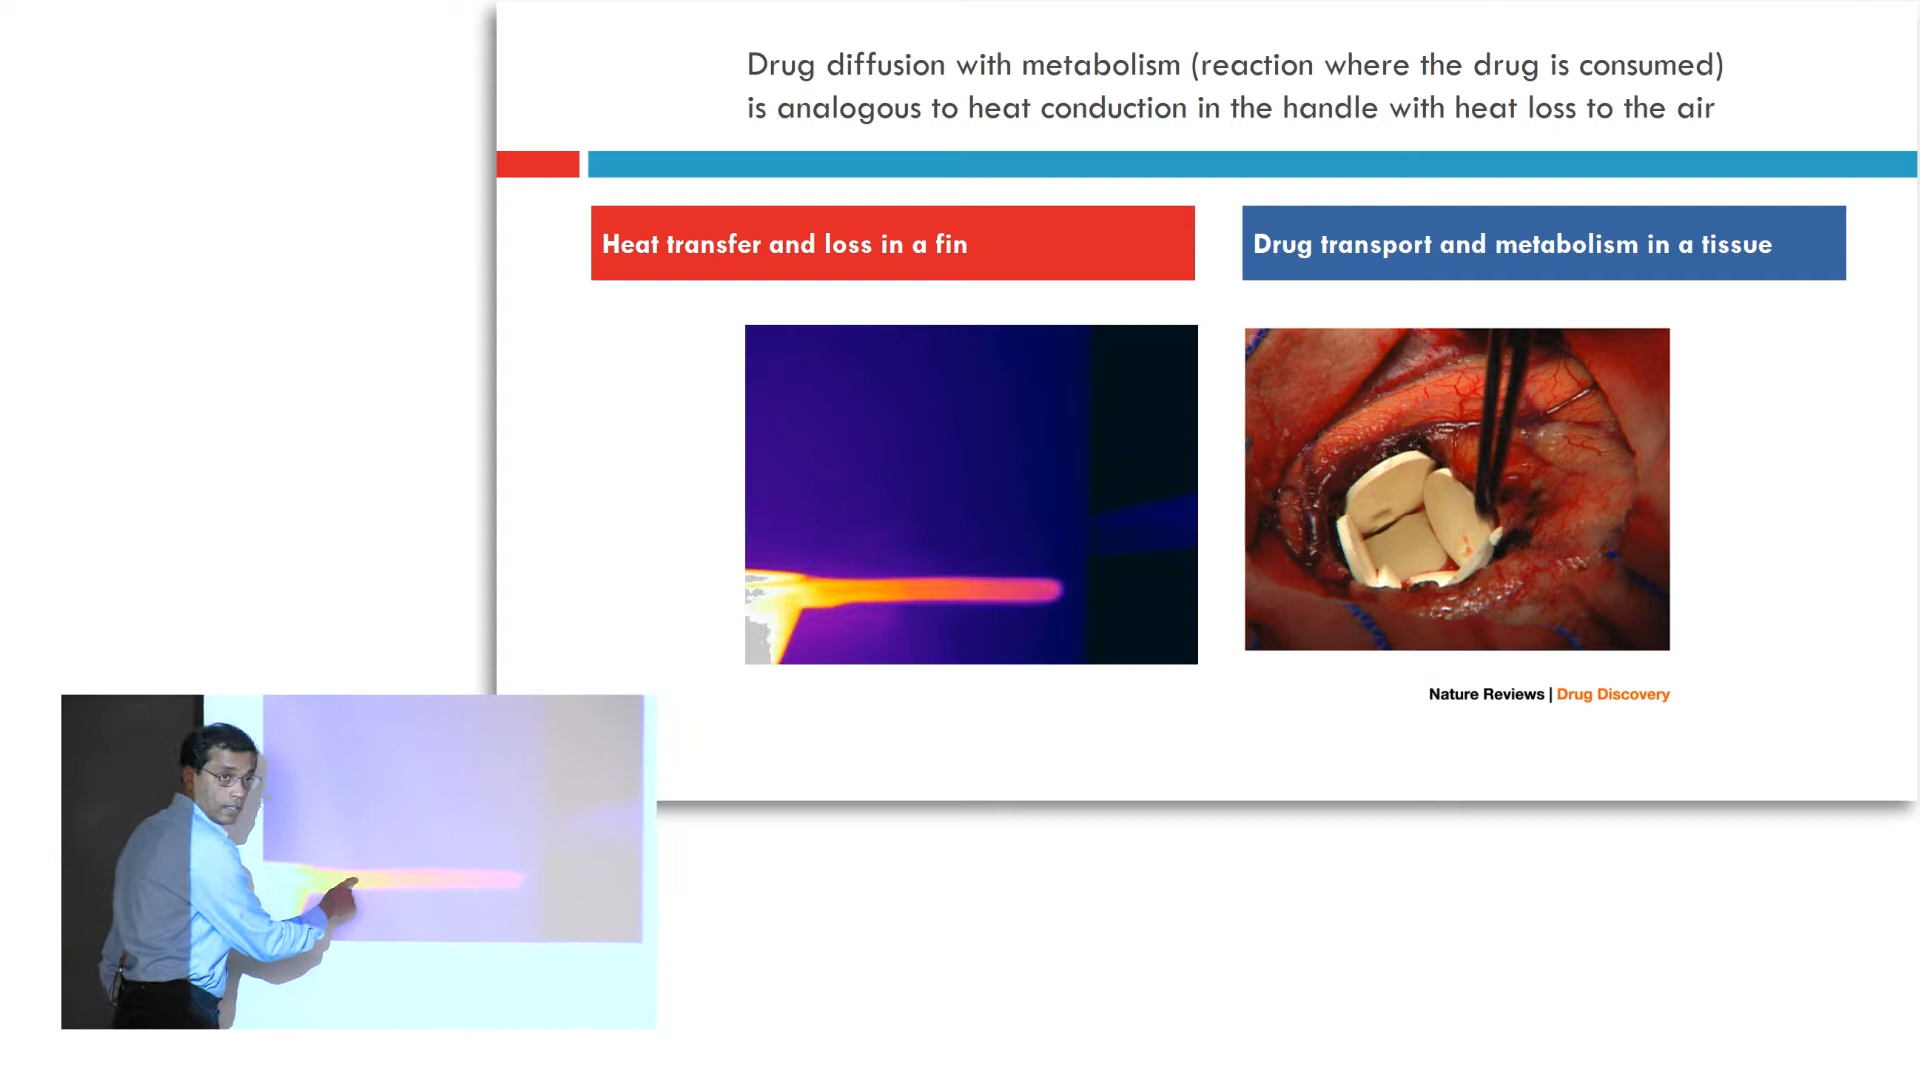 Drug diffusion with metabolism (reaction where the drug is consumed)
is analogous to heat conduction in the handle with heat loss to the air
Heat transfer and loss in a fin
Drug transport and metabolism in a tissue
Nature Reviews | Drug Discovery